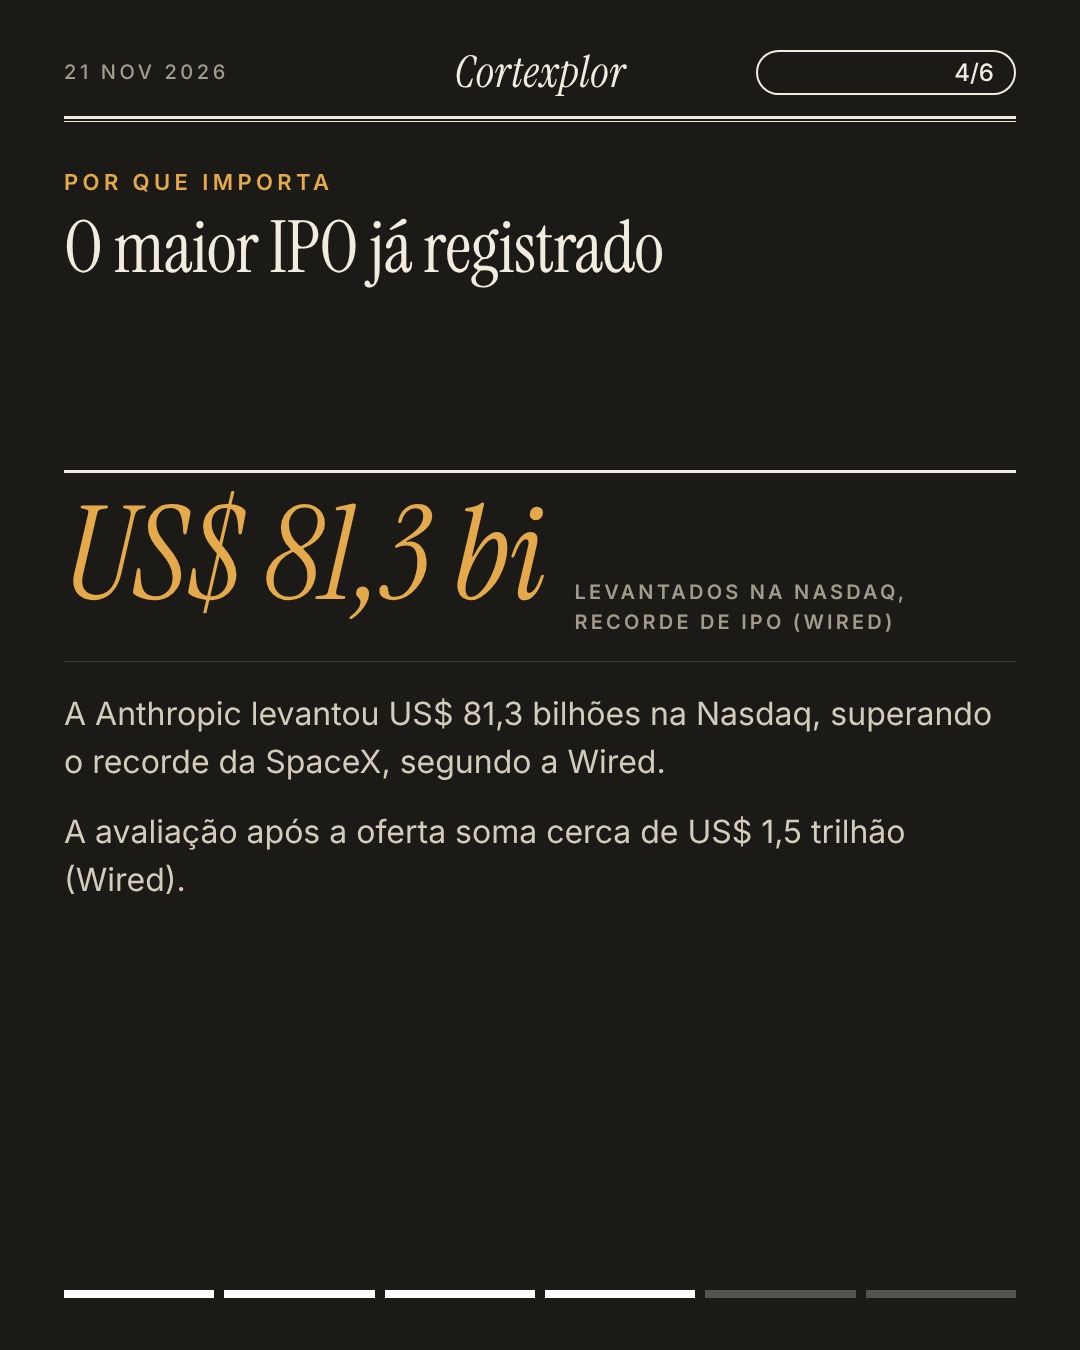 21 NOV 2026
Cortexplor
4/6
POR QUE IMPORTA
O maior IPO já registrado
US$ 81,3 bi
LEVANTADOS NA NASDAQ,
RECORDE DE IPO (WIRED)
A Anthropic levantou US$ 81,3 bilhões na Nasdaq, superando
o recorde da SpaceX, segundo a Wired.
A avaliação após a oferta soma cerca de US$ 1,5 trilhão
(Wired).